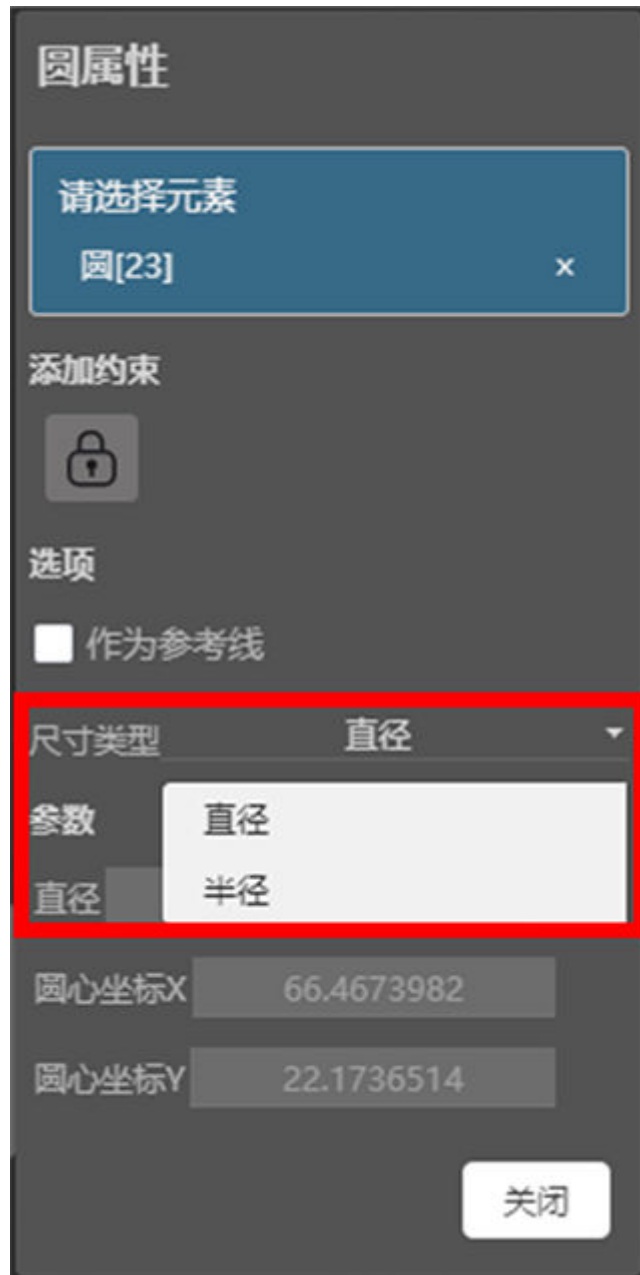 圆属性
请选择元素
圆[23] ×
添加约束
选项
作为参考线
尺寸类型 直径
参数
直径
半径
直径
圆心坐标X 66.4673982
圆心坐标Y 22.1736514
关闭